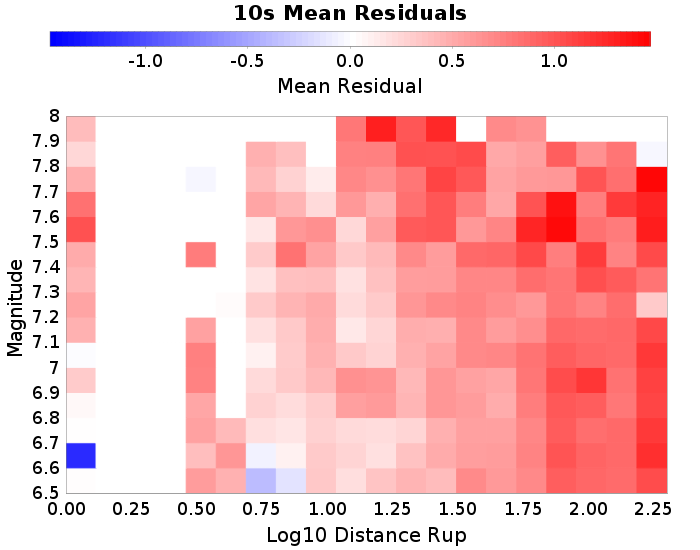 10s Mean Residuals
-1.0 -0.5 0.0 0.5 1.0
Mean Residual
8
7.9
7.8
7.7
7.6
7.5
7.4
7.3
7.2
7.1
7
6.9
6.8
6.7
6.6
6.5
Magnitude
0.00 0.25 0.50 0.75 1.00 1.25 1.50 1.75 2.00 2.25
Log10 Distance Rup